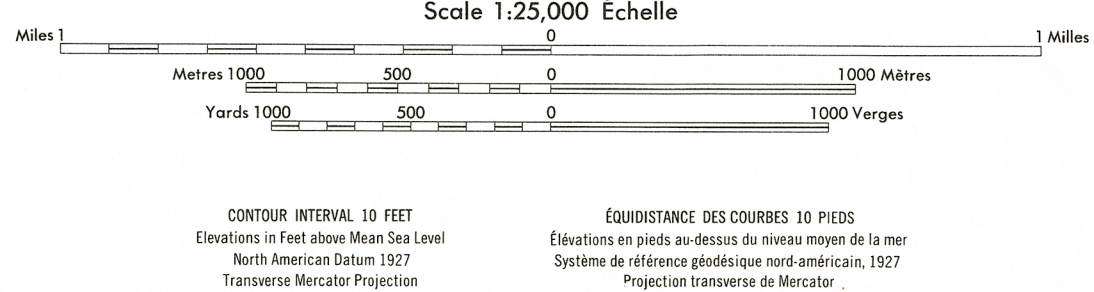 Scale 1:25,000 Échelle
Miles 1 0 1 Milles
Metres 1000 500 0 1000 Mètres
Yards 1000 500 0 1000 Verges
CONTOUR INTERVAL 10 FEET
Elevations in Feet above Mean Sea Level
North American Datum 1927
Transverse Mercator Projection
ÉQUIDISTANCE DES COURBES 10 PIEDS
Élévations en pieds au-dessus du niveau moyen de la mer
Système de référence géodésique nord-américain, 1927
Projection transverse de Mercator